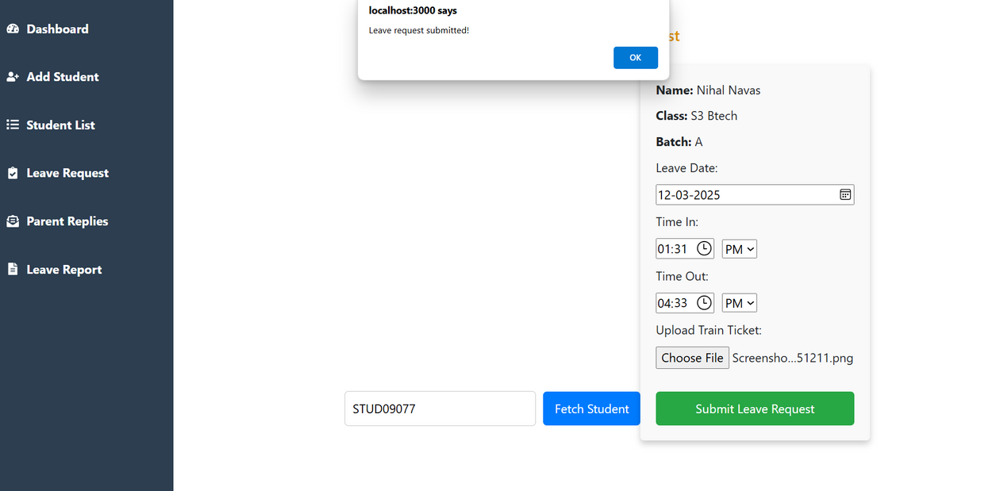 Dashboard
Add Student
Student List
Leave Request
Parent Replies
Leave Report
localhost:3000 says
Leave request submitted!
OK
st
Name: Nihal Navas
Class: S3 Btech
Batch: A
Leave Date:
12-03-2025
Time In:
01:31 PM
Time Out:
04:33 PM
Upload Train Ticket:
Choose File Screensho...51211.png
STUD09077 Fetch Student Submit Leave Request